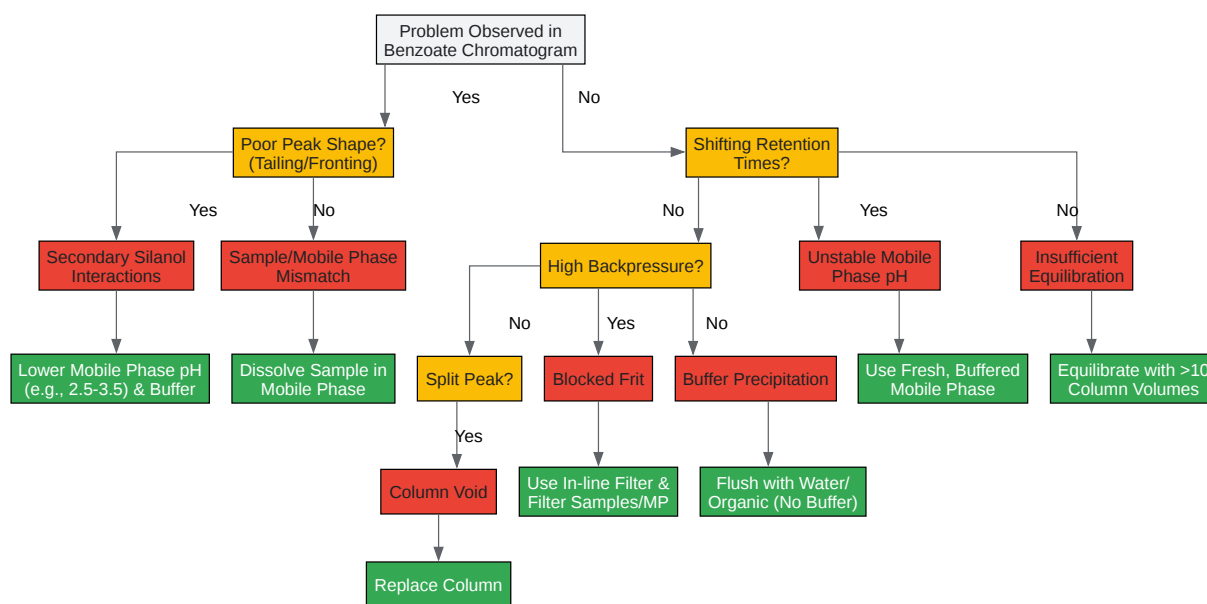 Problem Observed in
Benzoate Chromatogram
Yes
No
Poor Peak Shape?
(Tailing/Fronting)
Shifting Retention
Times?
Yes
No
No
Yes
No
Secondary Silanol
Interactions
Sample/Mobile Phase
Mismatch
High Backpressure?
Unstable Mobile
Phase pH
Insufficient
Equilibration
No
Yes
No
Lower Mobile Phase pH
(e.g., 2.5-3.5) & Buffer
Dissolve Sample in
Mobile Phase
Split Peak?
Blocked Frit
Buffer Precipitation
Use Fresh, Buffered
Mobile Phase
Equilibrate with >10
Column Volumes
Yes
Column Void
Use In-line Filter &
Filter Samples/MP
Flush with Water/
Organic (No Buffer)
Replace Column